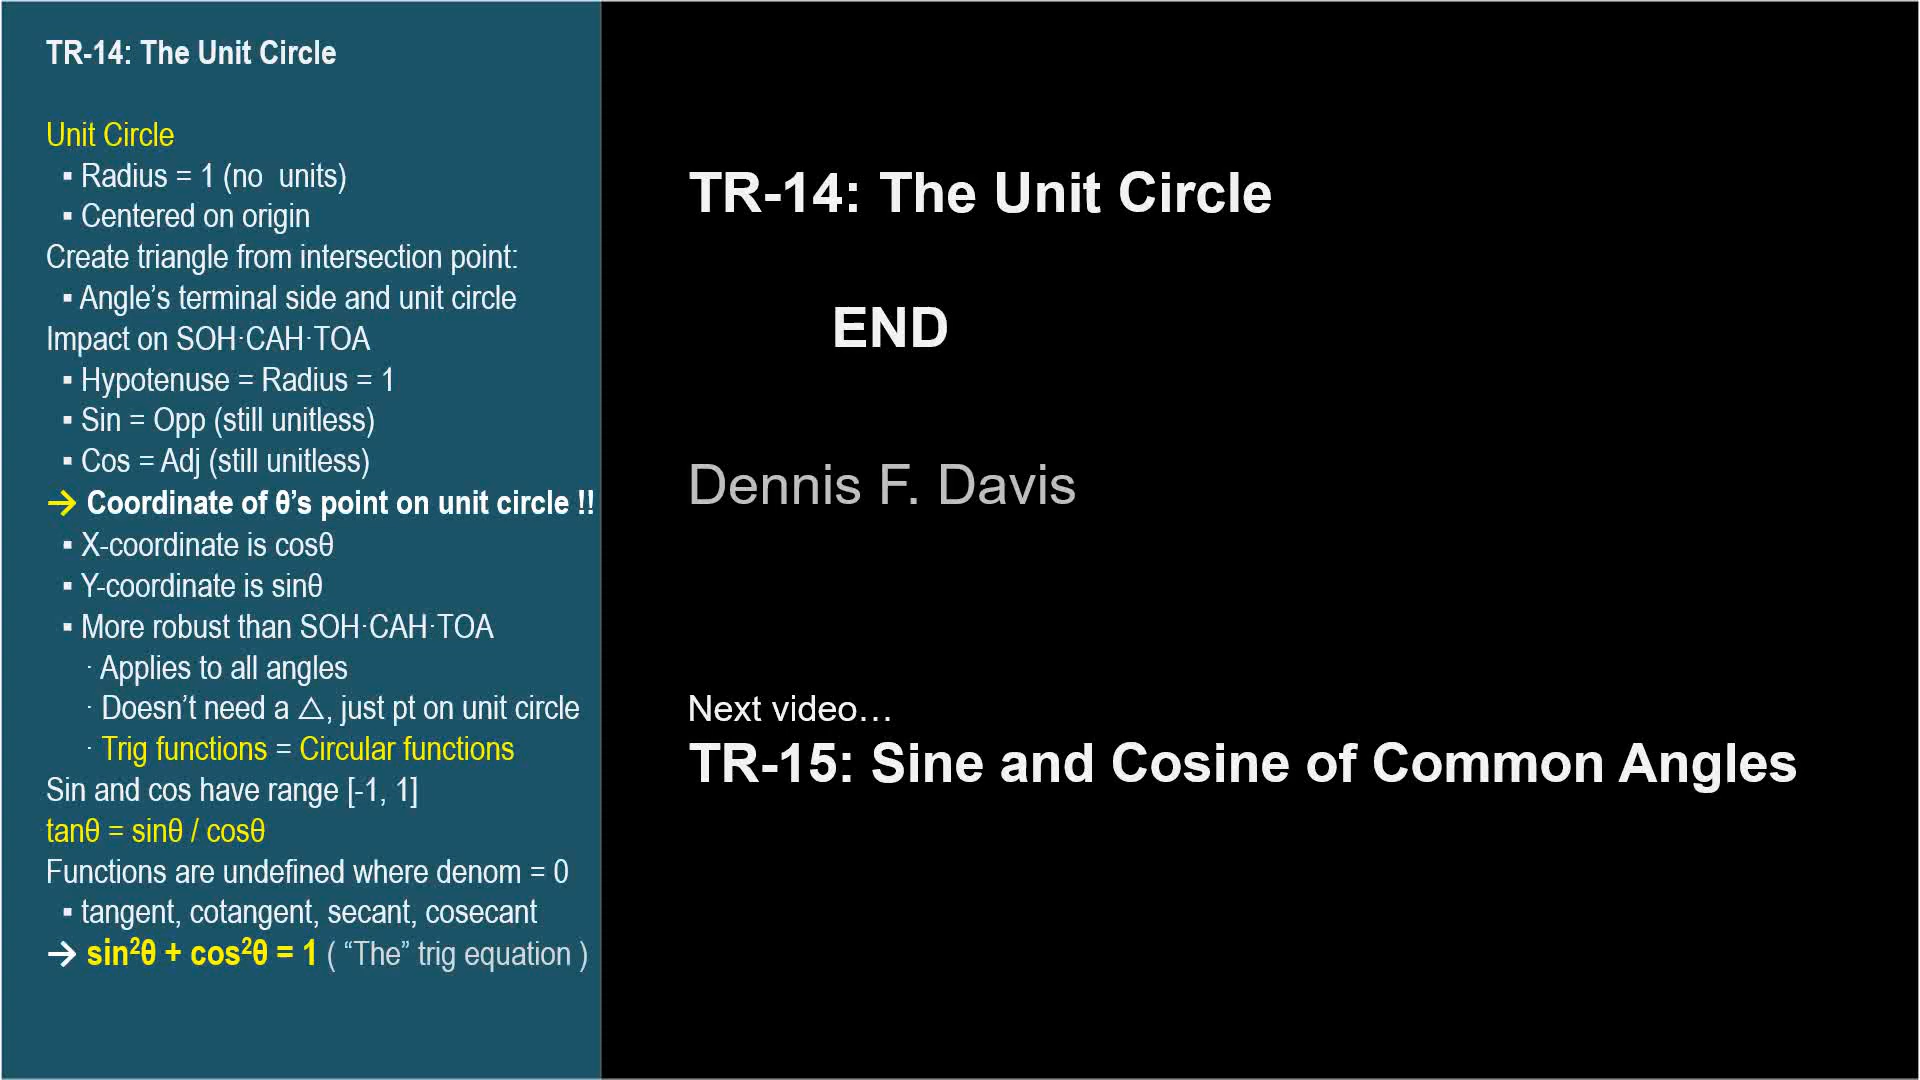 TR-14: The Unit Circle
Unit Circle
▪ Radius = 1 (no  units)
▪ Centered on origin
Create triangle from intersection point:
▪ Angle’s terminal side and unit circle
Impact on SOH·CAH·TOA
▪ Hypotenuse = Radius = 1
▪ Sin = Opp (still unitless)
▪ Cos = Adj (still unitless)
→ Coordinate of θ’s point on unit circle !!
▪ X-coordinate is cosθ
▪ Y-coordinate is sinθ
▪ More robust than SOH·CAH·TOA
· Applies to all angles
· Doesn’t need a △, just pt on unit circle
· Trig functions = Circular functions
Sin and cos have range [-1, 1]
tanθ = sinθ / cosθ
Functions are undefined where denom = 0
▪ tangent, cotangent, secant, cosecant
→ sin²θ + cos²θ = 1 ( “The” trig equation )
TR-14: The Unit Circle
END
Dennis F. Davis
Next video…
TR-15: Sine and Cosine of Common Angles